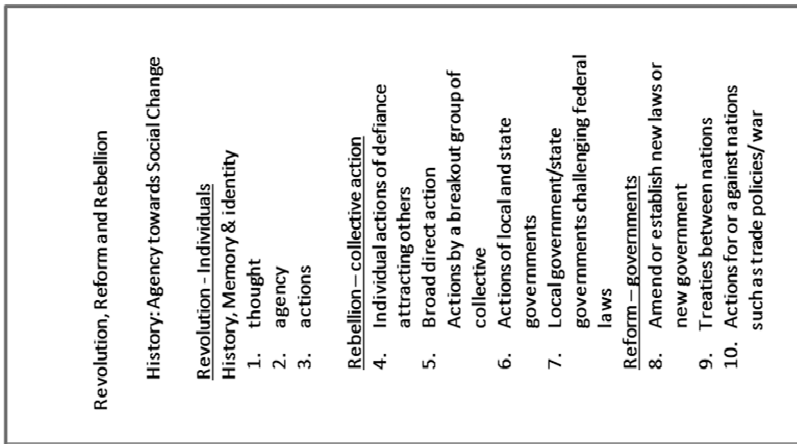 Revolution, Reform and Rebellion
History: Agency towards Social Change
Revolution - Individuals
History, Memory & identity
1. thought
2. agency
3. actions
Rebellion – collective action
4. Individual actions of defiance
attracting others
5. Broad direct action
Actions by a breakout group of
collective
6. Actions of local and state
governments
7. Local government/state
governments challenging federal
laws
Reform – governments
8. Amend or establish new laws or
new government
9. Treaties between nations
10. Actions for or against nations
such as trade policies/ war